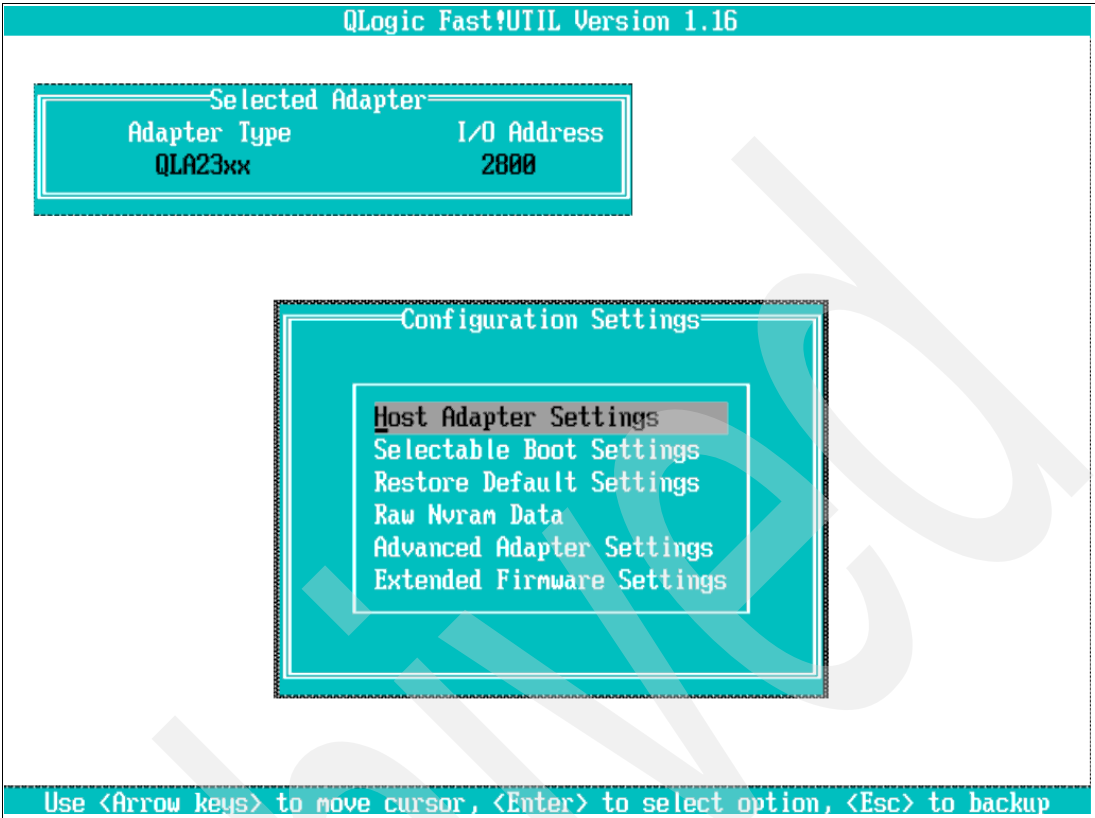 QLogic Fast!UTIL Version 1.16
Selected Adapter
Adapter Type I/O Address
QLA23xx 2800
Configuration Settings
Host Adapter Settings
Selectable Boot Settings
Restore Default Settings
Raw Nvram Data
Advanced Adapter Settings
Extended Firmware Settings
Use <Arrow keys> to move cursor, <Enter> to select option, <Esc> to backup